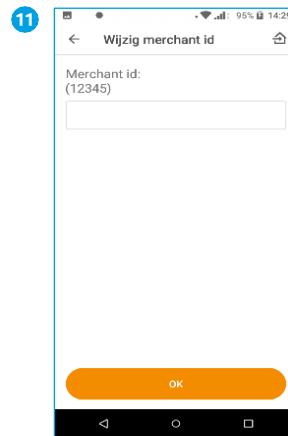 11
95% 14:29
Wijzig merchant id
Merchant id:
(12345)
OK